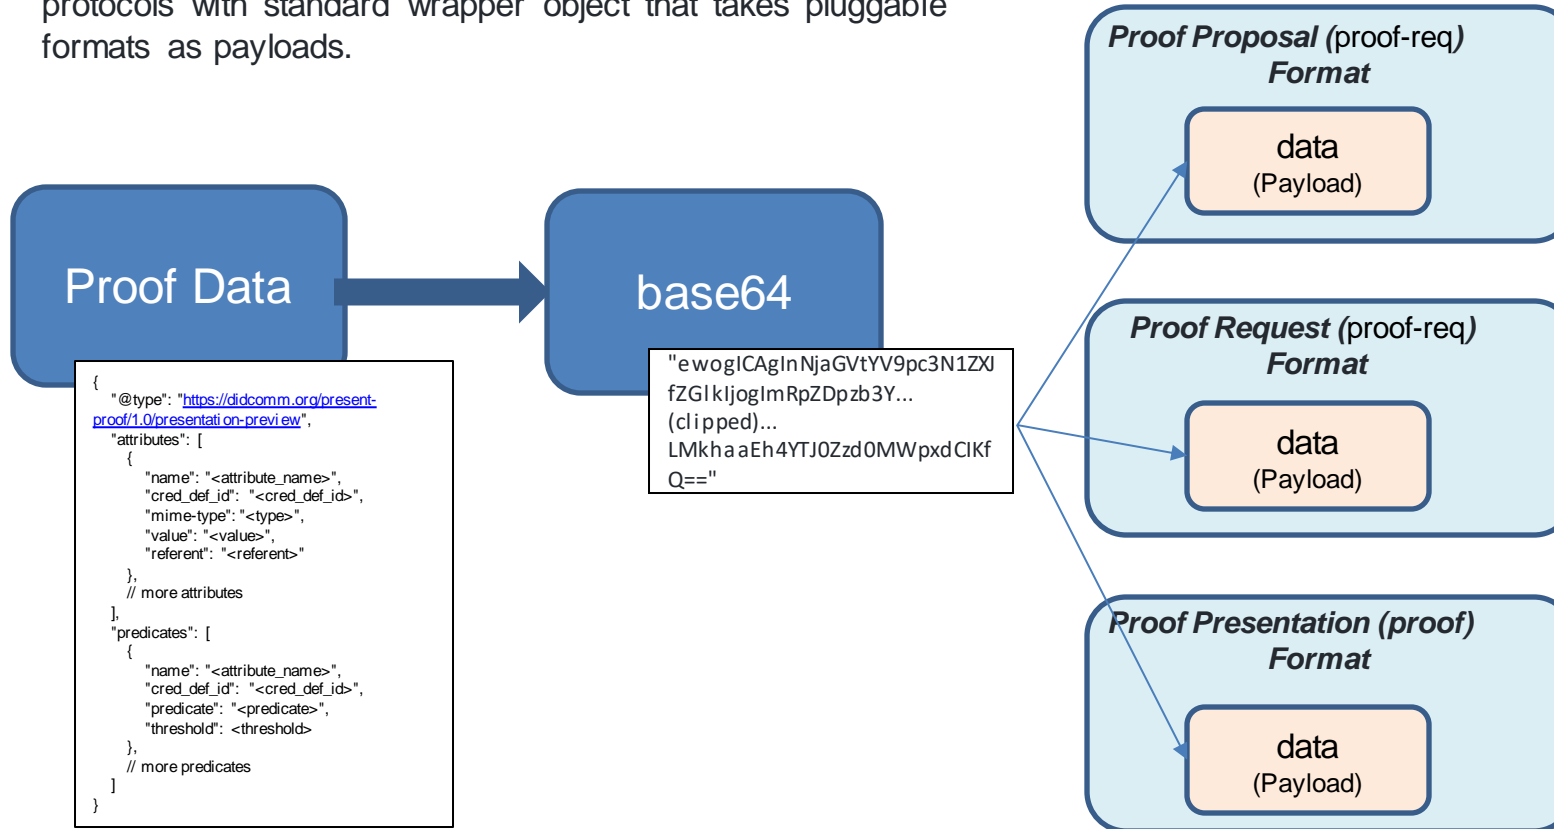 protocols with standard wrapper object that takes pluggable
formats as payloads.
Proof Data
{
"@type": "https://didcomm.org/present-
proof/1.0/presentation-preview",
"attributes": [
{
"name": "<attribute_name>",
"cred_def_id": "<cred_def_id>",
"mime-type": "<type>",
"value": "<value>",
"referent": "<referent>"
},
// more attributes
],
"predicates": [
{
"name": "<attribute_name>",
"cred_def_id": "<cred_def_id>",
"predicate": "<predicate>",
"threshold": <threshold>
},
// more predicates
]
}
base64
"ewogICAgInNjaGVtYV9pc3N1ZXJ
fZGlkIjogImRpZDpzb3Y...
(clipped)...
LMkhaaEh4YTJ0Zzd0MWpxdCIKf
Q=="
Proof Proposal (proof-req)
Format
data
(Payload)
Proof Request (proof-req)
Format
data
(Payload)
Proof Presentation (proof)
Format
data
(Payload)